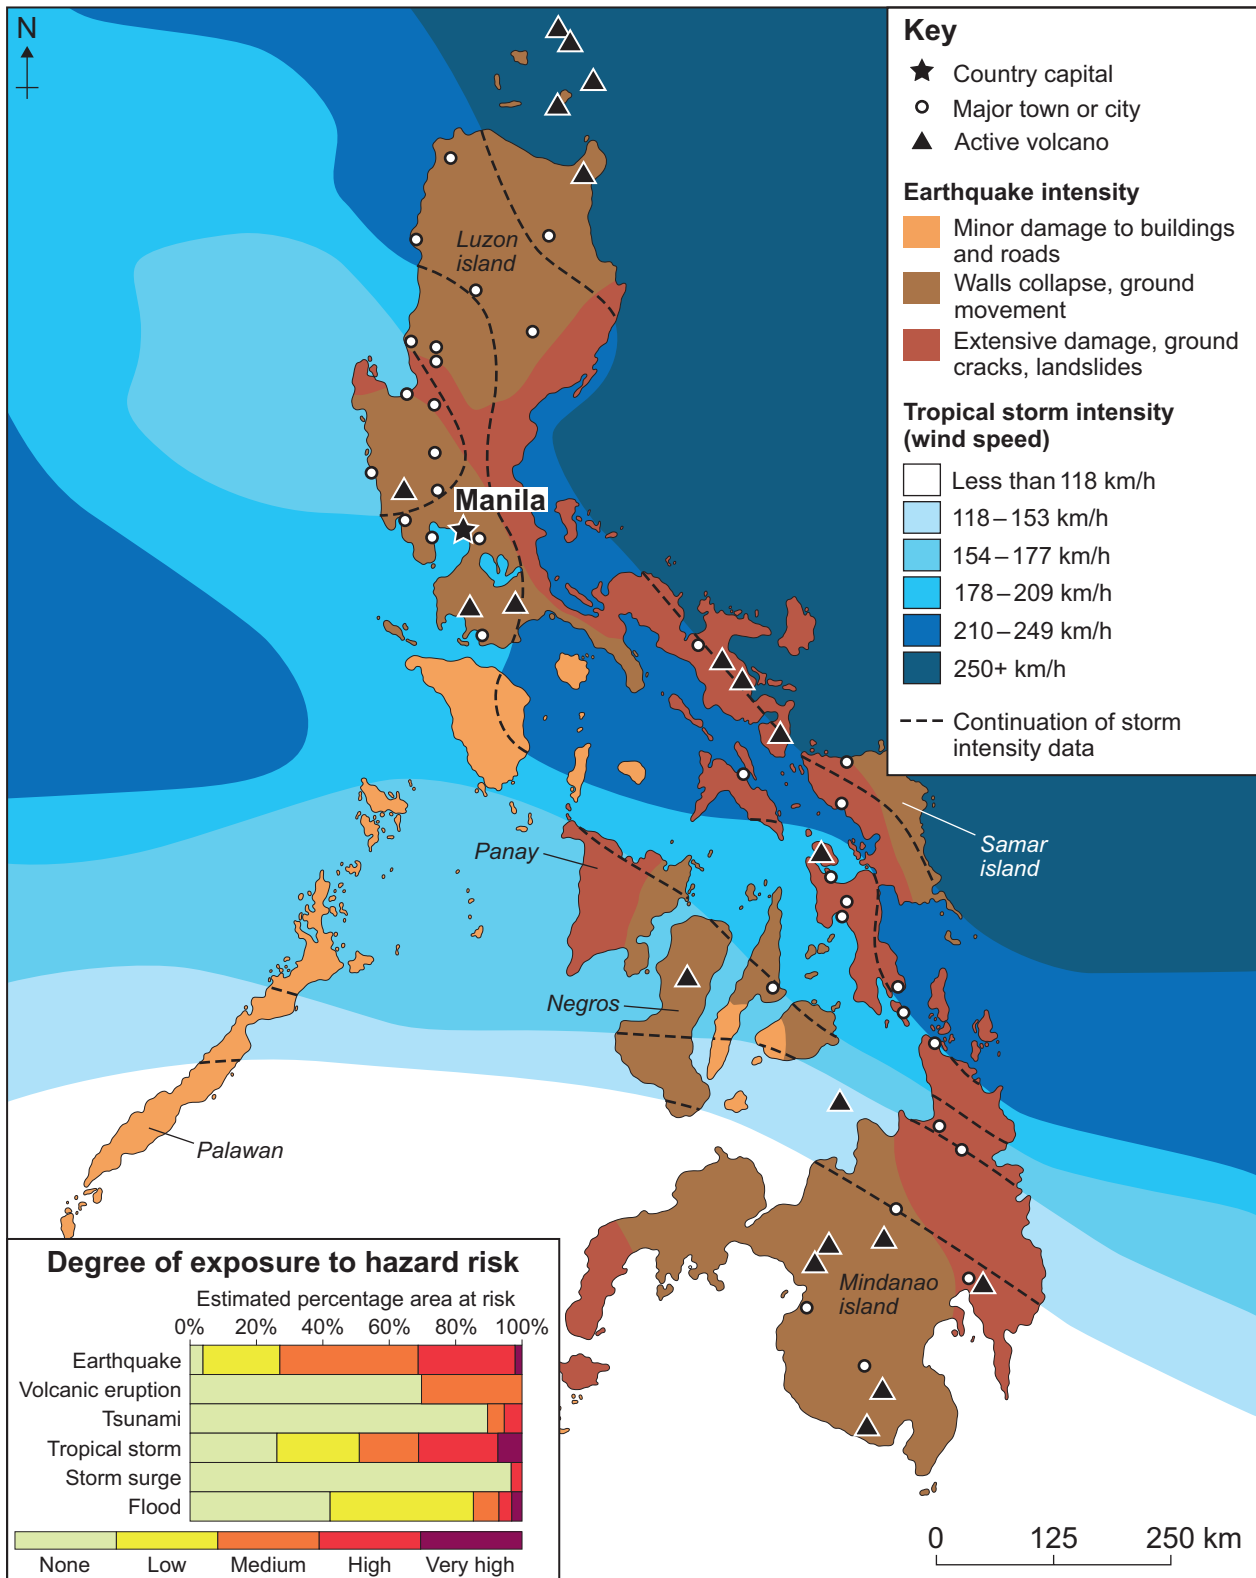 N
Key
Country capital
Major town or city
Active volcano
Earthquake intensity
Minor damage to buildings
and roads
Walls collapse, ground
movement
Extensive damage, ground
cracks, landslides
Tropical storm intensity
(wind speed)
Less than 118 km/h
118–153 km/h
154–177 km/h
178–209 km/h
210–249 km/h
250+ km/h
Continuation of storm
intensity data
Luzon
island
Manila
Samar
island
Panay
Negros
Palawan
Mindanao
island
Degree of exposure to hazard risk
Estimated percentage area at risk
0% 20% 40% 60% 80% 100%
Earthquake
Volcanic eruption
Tsunami
Tropical storm
Storm surge
Flood
None Low Medium High Very high
0 125 250 km